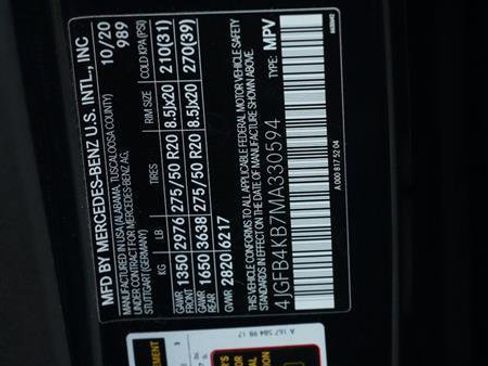 MFD BY MERCEDES-BENZ U.S. INTL., INC
MANUFACTURED IN USA (ALABAMA, TUSCALOOSA COUNTY)
UNDER CONTRACT FOR MERCEDES-BENZ AG,
STUTTGART (GERMANY)
10/20
989
LB TIRES RIM SIZE COLD KPA (PSI)
GAWR FRONT 1350 2976 275/50 R20 8.5Jx20 210(31)
GAWR REAR 1650 3638 275/50 R20 8.5Jx20 270(39)
GVWR 2820 6217
THIS VEHICLE CONFORMS TO ALL APPLICABLE FEDERAL MOTOR VEHICLE SAFETY
STANDARDS IN EFFECT ON THE DATE OF MANUFACTURE SHOWN ABOVE.
4JGFB4KB7MA330594
TYPE: MPV
A 000 817 52 04
A 167 584 98 17